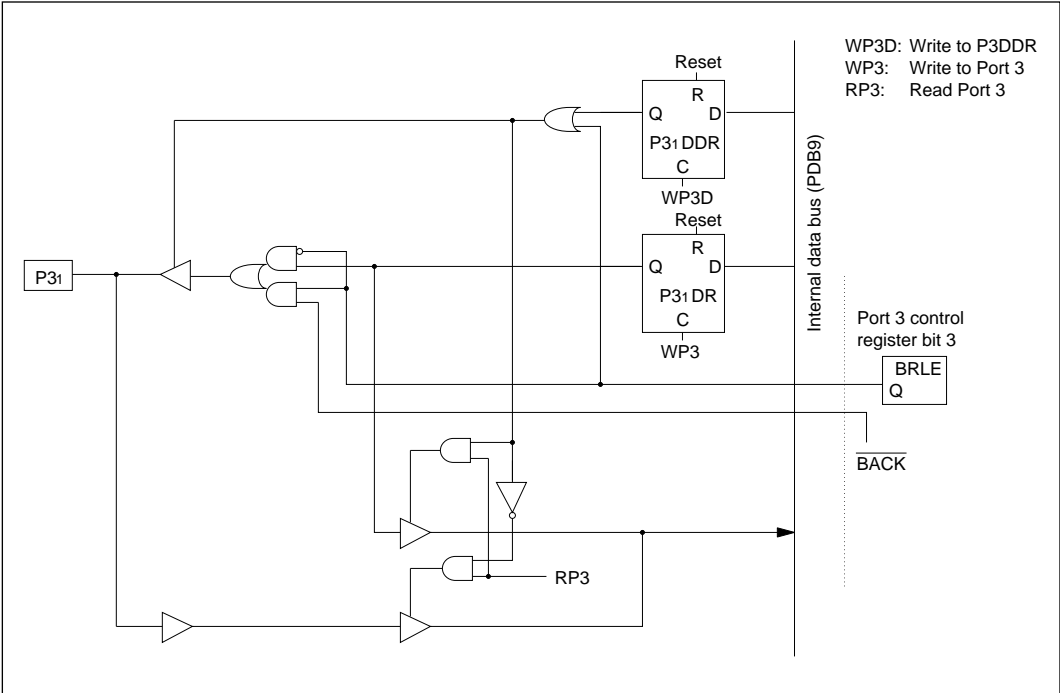 WP3D: Write to P3DDR
WP3: Write to Port 3
RP3: Read Port 3
Reset
R
Q D
P31 DDR
C
WP3D
Reset
R
Q D
P31 DR
C
WP3
P31
Internal data bus (PDB9)
Port 3 control
register bit 3
BRLE
Q
BACK
RP3